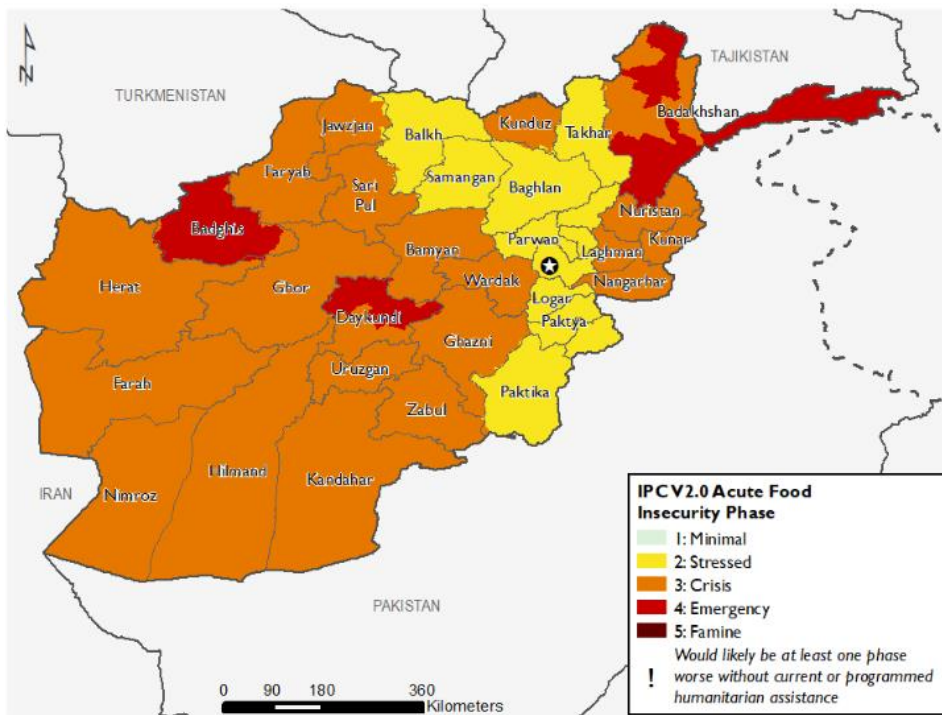 N
TAJIKISTAN
TURKMENISTAN
Badakhshan
Jawzjan
Balkh
Kunduz
Takhar
Faryab
Samangan
Sari
Pul
Baghlan
Nuristan
Badghis
Parwan
Kunar
Laghman
Bamyan
Wardak
Nangarhar
Herat
Ghor
Logar
Daykundi
Paktya
Ghazni
Uruzgan
Farah
Paktika
Zabul
Hilmand
Kandahar
Nimroz
IRAN
PAKISTAN
IPC V2.0 Acute Food
Insecurity Phase
1: Minimal
2: Stressed
3: Crisis
4: Emergency
5: Famine
! Would likely be at least one phase
worse without current or programmed
humanitarian assistance
0 90 180 360
Kilometers